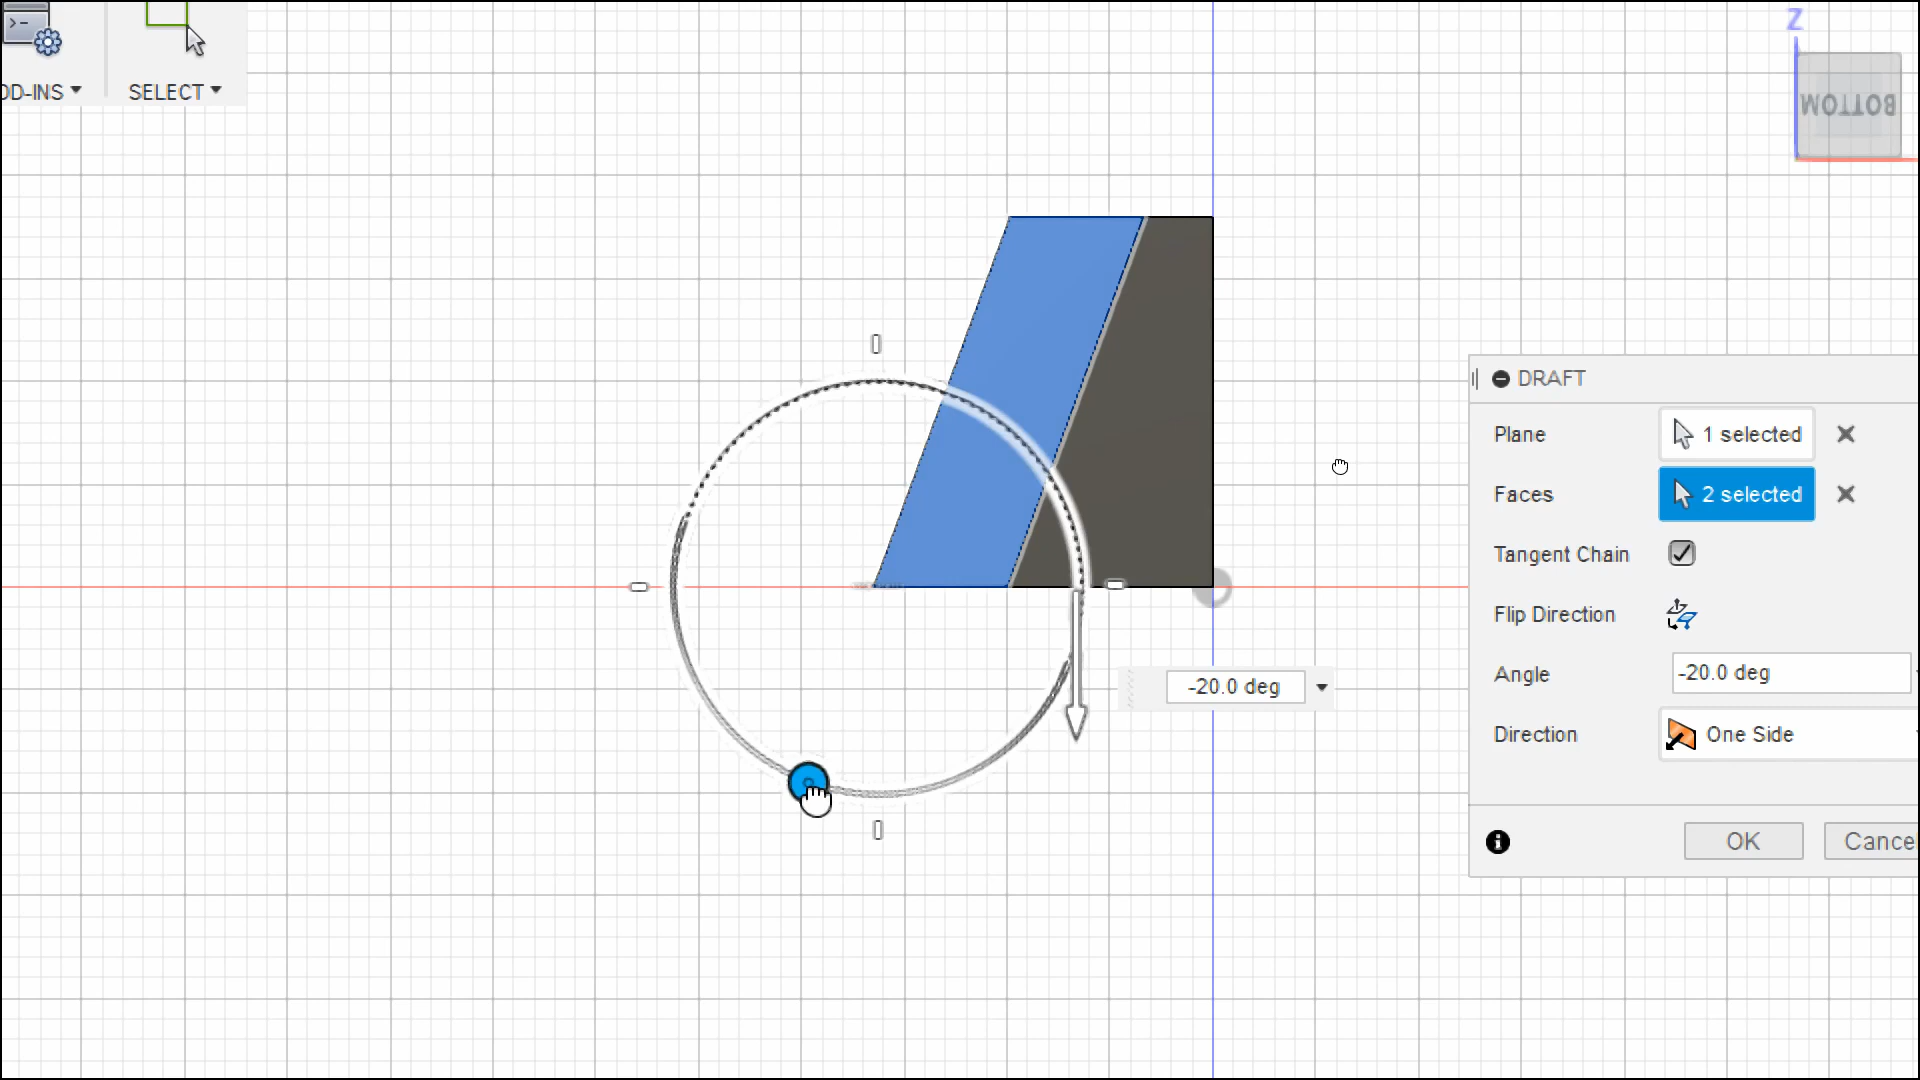 Z
BOTTOM
DD-INS
SELECT
DRAFT
Plane
1 selected
Faces
2 selected
Tangent Chain
Flip Direction
-20.0 deg
Angle
-20.0 deg
Direction
One Side
OK
Cance